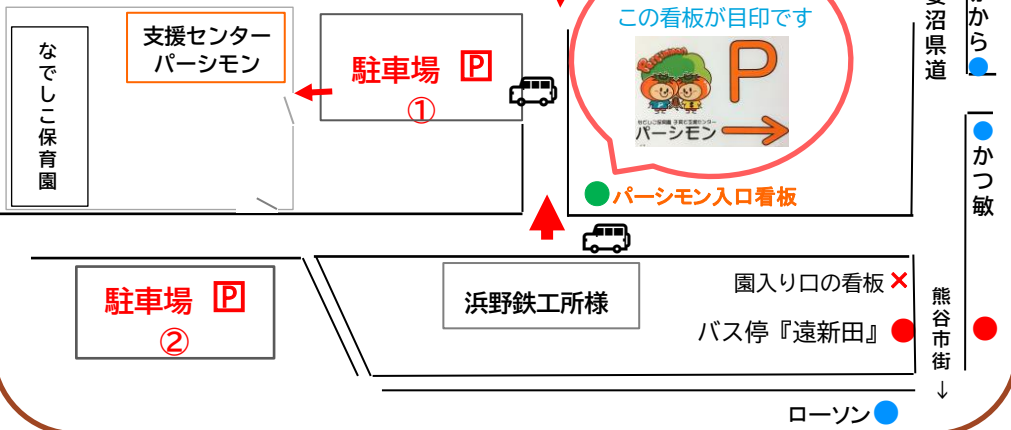 なでしこ保育園
支援センター
パーシモン
駐車場 P
①
この看板が目印です
P
パーシモン
パーシモン入口看板
沼県道
から
かつ敏
駐車場 P
②
浜野鉄工所様
園入り口の看板
バス停『遠新田』
熊谷市街
↓
ローソン